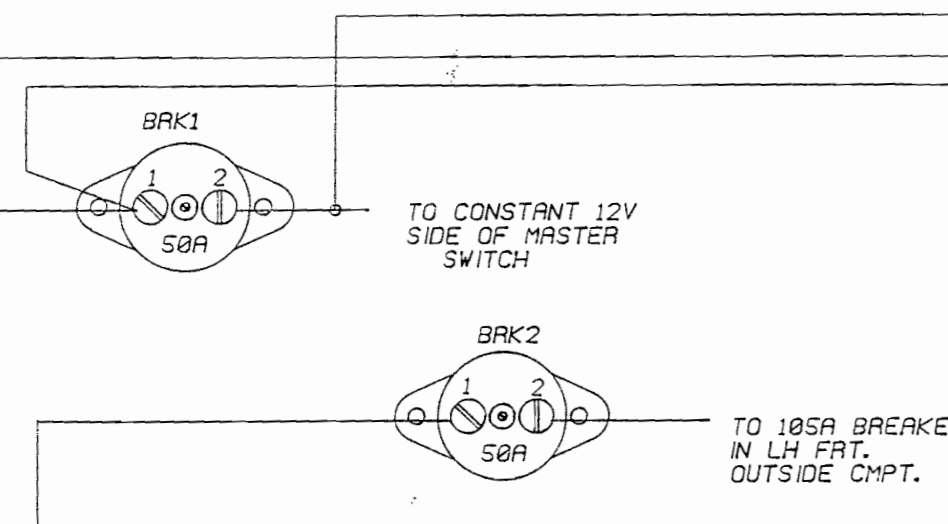 BRK1
1 2
50A
TO CONSTANT 12V
SIDE OF MASTER
SWITCH
BRK2
1 2
50A
TO 105A BREAKE
IN LH FRT.
OUTSIDE CMPT.